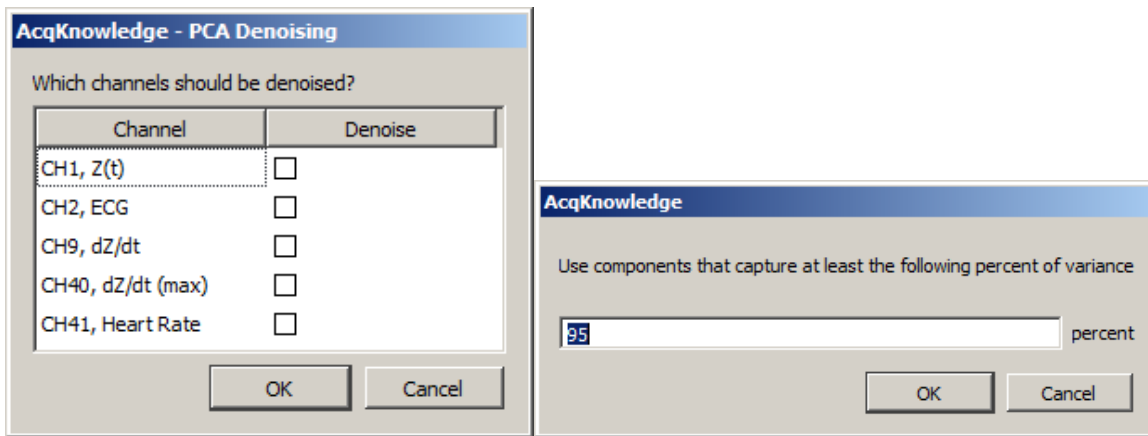 AcqKnowledge - PCA Denoising
Which channels should be denoised?
Channel Denoise
CH1, Z(t)
CH2, ECG
CH9, dZ/dt
CH40, dZ/dt (max)
CH41, Heart Rate
OK Cancel
AcqKnowledge
Use components that capture at least the following percent of variance
95 percent
OK Cancel